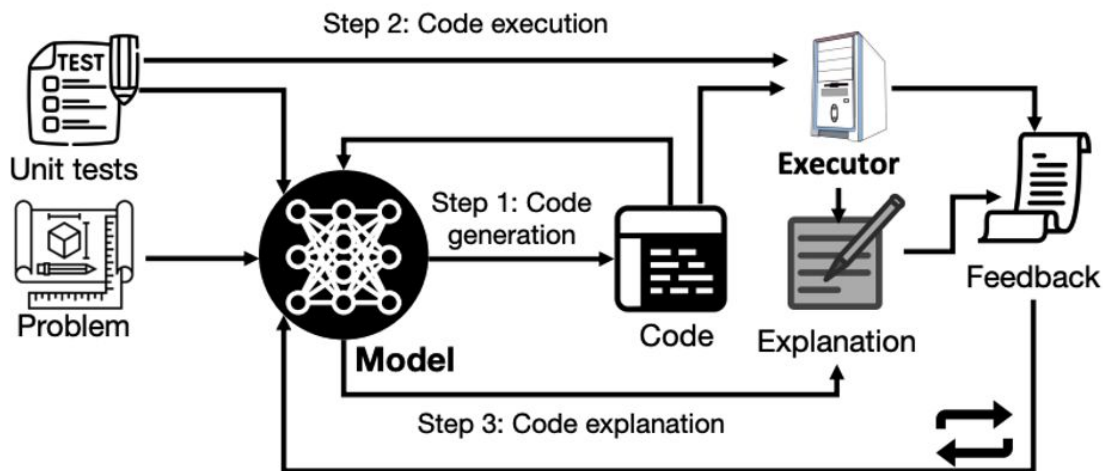 Step 2: Code execution
TEST
Unit tests
Executor
Step 1: Code
generation
Problem
Model
Code
Explanation
Feedback
Step 3: Code explanation